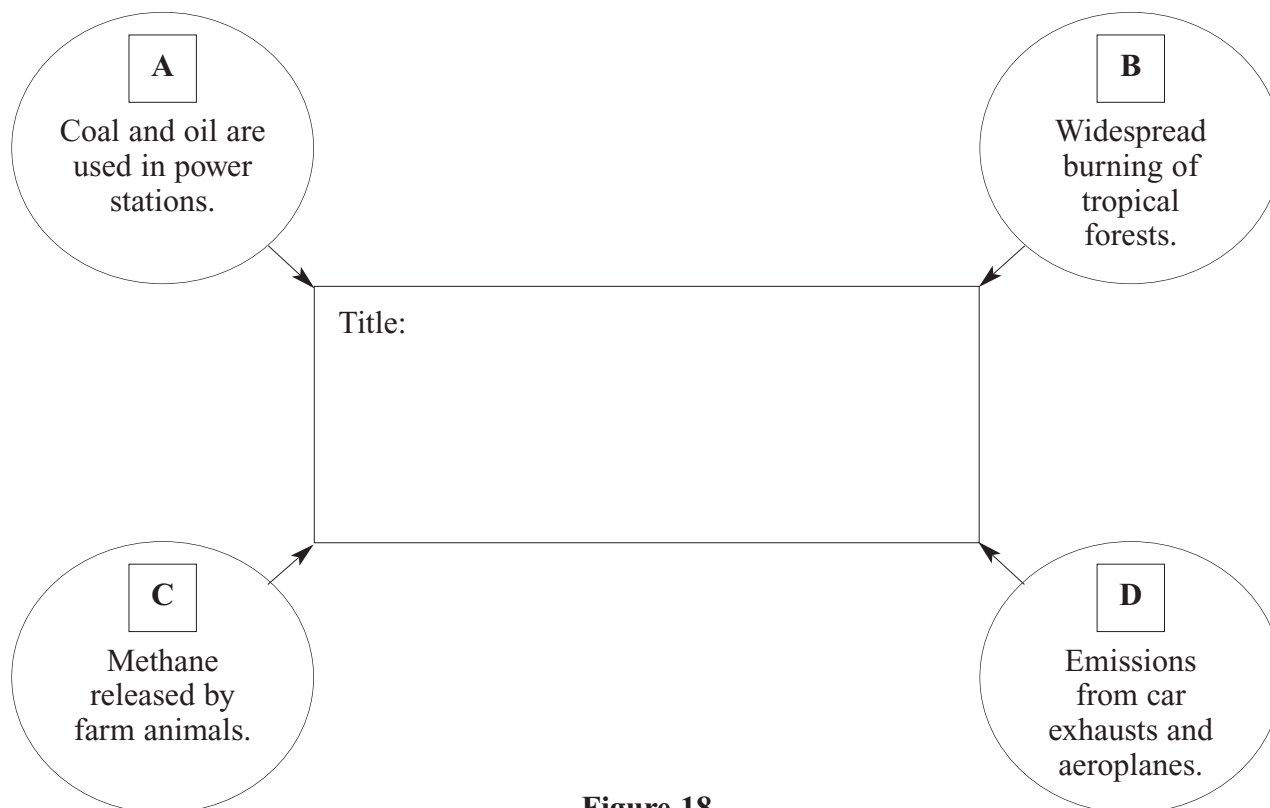 A
Coal and oil are
used in power
stations.
B
Widespread
burning of
tropical
forests.
Title:
C
Methane
released by
farm animals.
D
Emissions
from car
exhausts and
aeroplanes.
Figure 18